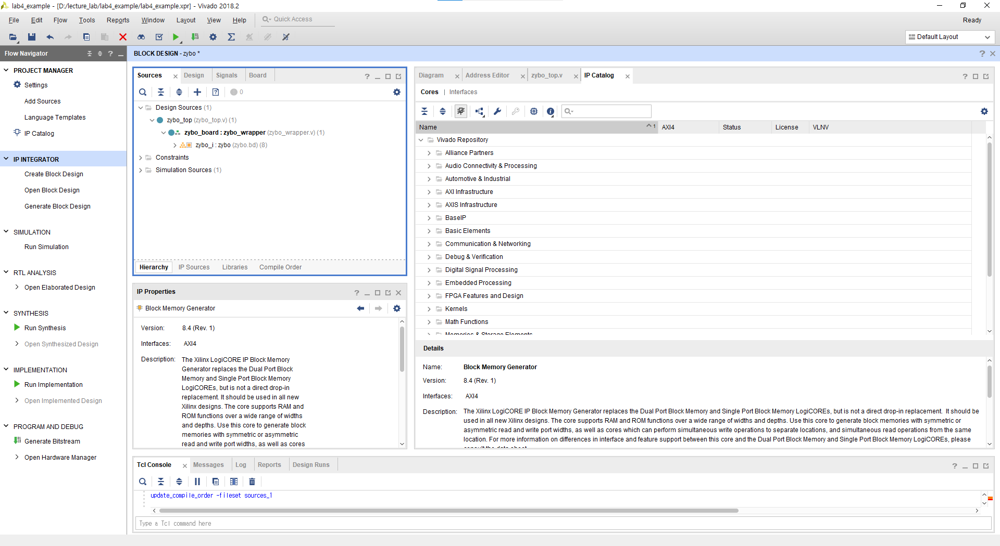 lab4_example - [D:/lecture_lab/lab4_example/lab4_example.xpr] - Vivado 2018.2
File Edit Flow Tools Reports Window Layout View Help Quick Access Ready
Default Layout
Flow Navigator
PROJECT MANAGER
Settings
Add Sources
Language Templates
IP Catalog
IP INTEGRATOR
Create Block Design
Open Block Design
Generate Block Design
SIMULATION
Run Simulation
RTL ANALYSIS
Open Elaborated Design
SYNTHESIS
Run Synthesis
Open Synthesized Design
IMPLEMENTATION
Run Implementation
Open Implemented Design
PROGRAM AND DEBUG
Generate Bitstream
Open Hardware Manager
BLOCK DESIGN - zybo *
Sources Design Signals Board
0
Design Sources (1)
zybo_top (zybo_top.v) (1)
zybo_board : zybo_wrapper (zybo_wrapper.v) (1)
zybo_i : zybo (zybo.bd) (8)
Constraints
Simulation Sources (1)
Hierarchy IP Sources Libraries Compile Order
IP Properties
Block Memory Generator
Version: 8.4 (Rev. 1)
Interfaces: AXI4
Description: The Xilinx LogiCORE IP Block Memory
Generator replaces the Dual Port Block
Memory and Single Port Block Memory
LogiCOREs, but is not a direct drop-in
replacement. It should be used in all new
Xilinx designs. The core supports RAM and
ROM functions over a wide range of widths
and depths. Use this core to generate block
memories with symmetric or asymmetric
read and write port widths, as well as cores
Diagram Address Editor zybo_top.v IP Catalog
Cores | Interfaces
Name 1 AXI4 Status License VLNV
Vivado Repository
Alliance Partners
Audio Connectivity & Processing
Automotive & Industrial
AXI Infrastructure
AXIS Infrastructure
BaseIP
Basic Elements
Communication & Networking
Debug & Verification
Digital Signal Processing
Embedded Processing
FPGA Features and Design
Kernels
Math Functions
Memories & Storage Elements
Details
Name: Block Memory Generator
Version: 8.4 (Rev. 1)
Interfaces: AXI4
Description: The Xilinx LogiCORE IP Block Memory Generator replaces the Dual Port Block Memory and Single Port Block Memory LogiCOREs, but is not a direct drop-in replacement. It should be
used in all new Xilinx designs. The core supports RAM and ROM functions over a wide range of widths and depths. Use this core to generate block memories with symmetric or
asymmetric read and write port widths, as well as cores which can perform simultaneous write operations to separate locations, and simultaneous read operations from the same
location. For more information on differences in interface and feature support between this core and the Dual Port Block Memory and Single Port Block Memory LogiCOREs, please
consult the data sheet.
Tcl Console Messages Log Reports Design Runs
update_compile_order -fileset sources_1
Type a Tcl command here